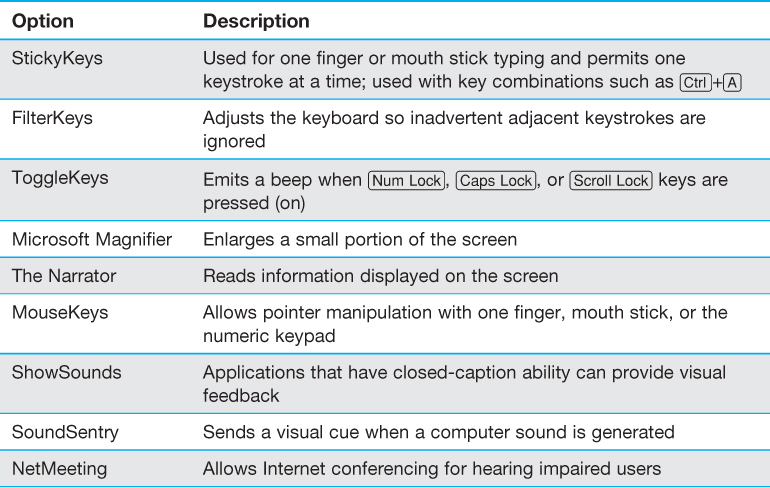 Option Description
StickyKeys Used for one finger or mouth stick typing and permits one
keystroke at a time; used with key combinations such as Ctrl+A
FilterKeys Adjusts the keyboard so inadvertent adjacent keystrokes are
ignored
ToggleKeys Emits a beep when Num Lock, Caps Lock, or Scroll Lock keys are
pressed (on)
Microsoft Magnifier Enlarges a small portion of the screen
The Narrator Reads information displayed on the screen
MouseKeys Allows pointer manipulation with one finger, mouth stick, or the
numeric keypad
ShowSounds Applications that have closed-caption ability can provide visual
feedback
SoundSentry Sends a visual cue when a computer sound is generated
NetMeeting Allows Internet conferencing for hearing impaired users